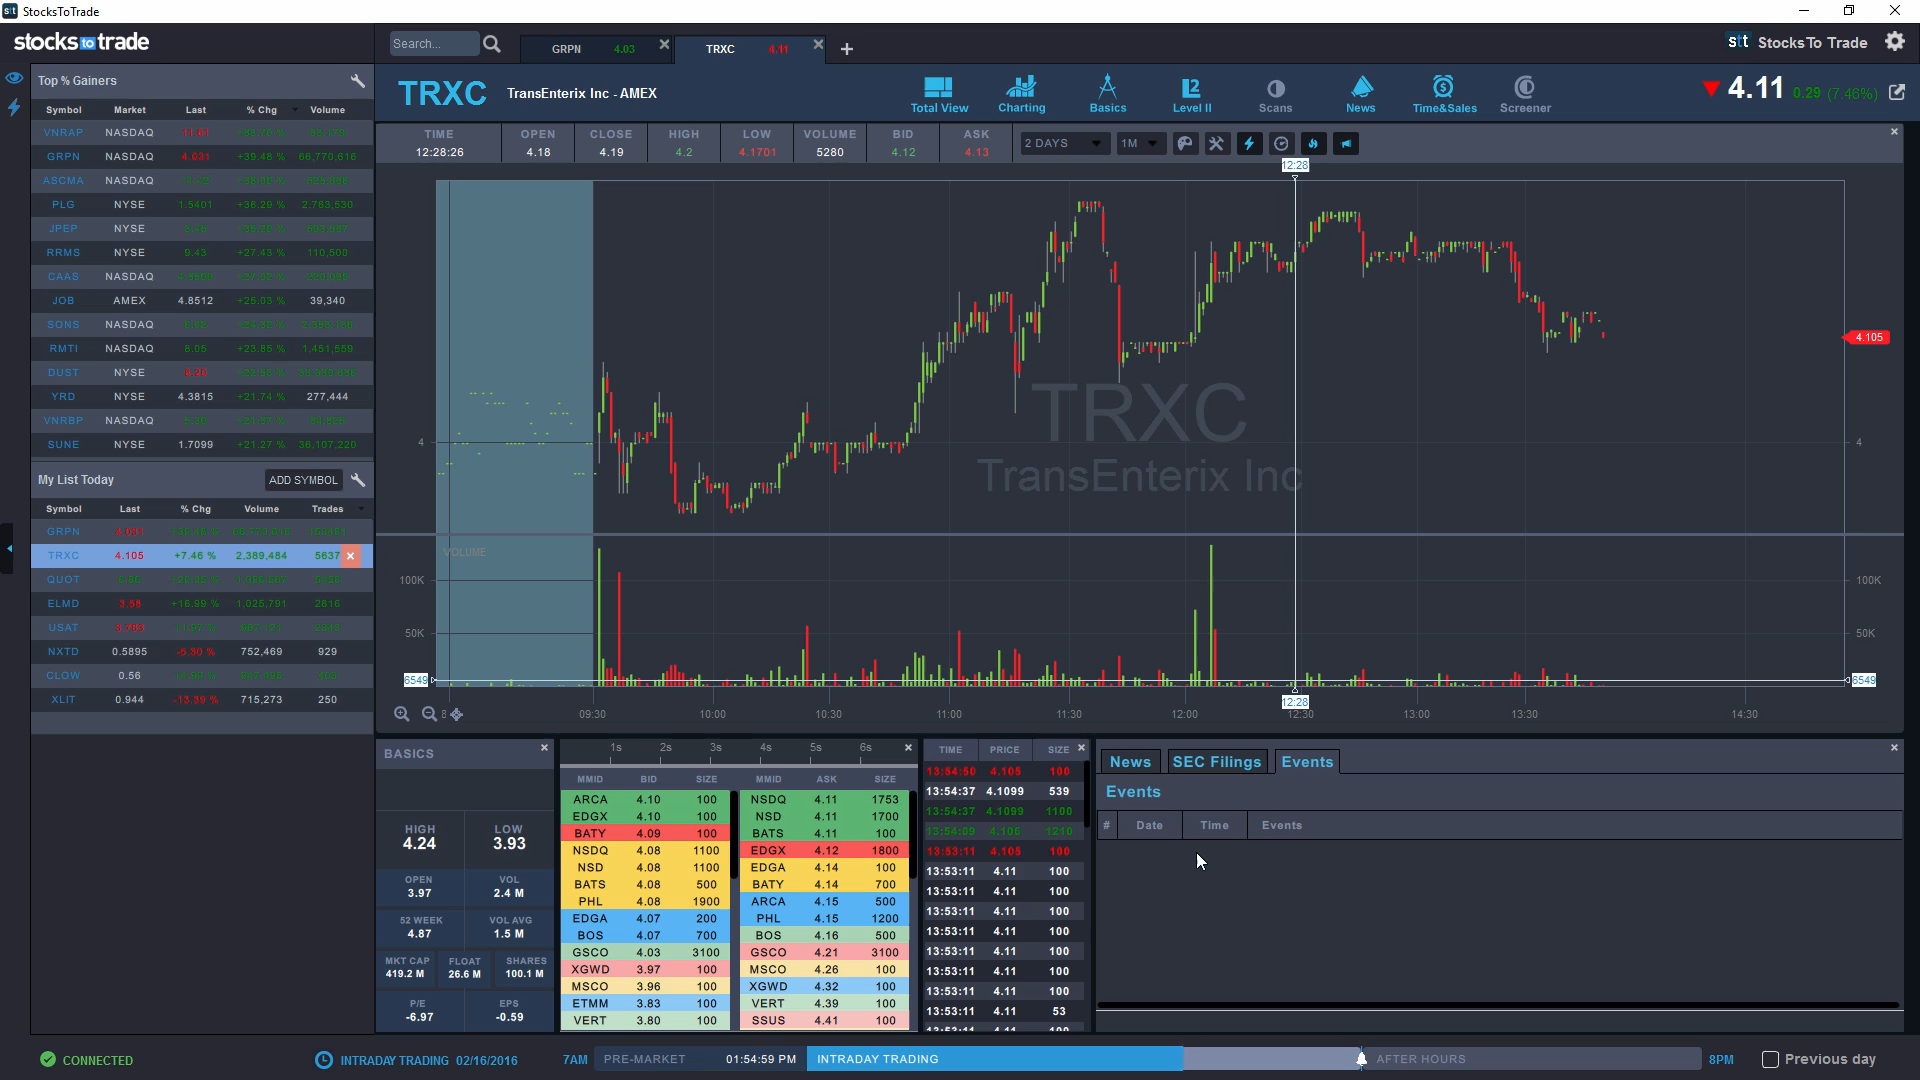 StocksToTrade
stocks to trade
Search...
GRPN 4.03
TRXC 4.11
stt StocksTo Trade
Top % Gainers
Symbol Market Last % Chg Volume
VNRAP NASDAQ
GRPN NASDAQ 4.031 +39.48 % 66,770,616
ASCMA NASDAQ
PLG NYSE 1.5401 +36.29 % 2,763,530
JPEP NYSE
RRMS NYSE 9.43 +27.43 % 110,500
CAAS NASDAQ
JOB AMEX 4.8512 +25.03 % 39,340
SONS NASDAQ
RMTI NASDAQ 8.05 +23.85 % 1,451,559
DUST NYSE
YRD NYSE 4.3815 +21.74 % 277,444
VNRBP NASDAQ
SUNE NYSE 1.7099 +21.27 % 36,107,220
My List Today ADD SYMBOL
Symbol Last % Chg Volume Trades
GRPN
TRXC 4.105 +7.46 % 2,389,484 5637
QUOT
ELMD 3.58 +16.99 % 1,025,791 2816
USAT
NXTD 0.5895 -5.30 % 752,469 929
CLOW 0.56
XLIT 0.944 -13.39 % 715,273 250
TRXC TransEnterix Inc - AMEX
Total View Charting Basics Level II Scans News Time&Sales Screener
4.11 0.29 (7.46%)
TIME OPEN CLOSE HIGH LOW VOLUME BID ASK
12:28:26 4.18 4.19 4.2 4.1701 5280 4.12 4.13
2 DAYS 1M
12:28
TRXC
TransEnterix Inc
4.105
4 4
VOLUME
100K 100K
50K 50K
6549 6549
12:28
8 09:30 10:00 10:30 11:00 11:30 12:00 12:30 13:00 13:30 14:30
BASICS
HIGH LOW
4.24 3.93
OPEN VOL
3.97 2.4 M
52 WEEK VOL AVG
4.87 1.5 M
MKT CAP FLOAT SHARES
419.2 M 26.6 M 100.1 M
P/E EPS
-6.97 -0.59
1s 2s 3s 4s 5s 6s
MMID BID SIZE MMID ASK SIZE
ARCA 4.10 100 NSDQ 4.11 1753
EDGX 4.10 100 NSD 4.11 1700
BATY 4.09 100 BATS 4.11 100
NSDQ 4.08 1100 EDGX 4.12 1800
NSD 4.08 1100 EDGA 4.14 100
BATS 4.08 500 BATY 4.14 700
PHL 4.08 1900 ARCA 4.15 500
EDGA 4.07 200 PHL 4.15 1200
BOS 4.07 700 BOS 4.16 500
GSCO 4.03 3100 GSCO 4.21 3100
XGWD 3.97 100 MSCO 4.26 100
MSCO 3.96 100 XGWD 4.32 100
ETMM 3.83 100 VERT 4.39 100
VERT 3.80 100 SSUS 4.41 100
TIME PRICE SIZE
13:54:50 4.105 100
13:54:37 4.1099 539
13:54:37 4.1099 1100
13:54:09 4.106 1210
13:53:11 4.105 100
13:53:11 4.11 100
13:53:11 4.11 100
13:53:11 4.11 100
13:53:11 4.11 100
13:53:11 4.11 100
13:53:11 4.11 100
13:53:11 4.11 100
13:53:11 4.11 53
13:53:11 4.11 100
News SEC Filings Events
Events
# Date Time Events
CONNECTED
INTRADAY TRADING 02/16/2016
7AM PRE-MARKET 01:54:59 PM INTRADAY TRADING AFTER HOURS 8PM
Previous day